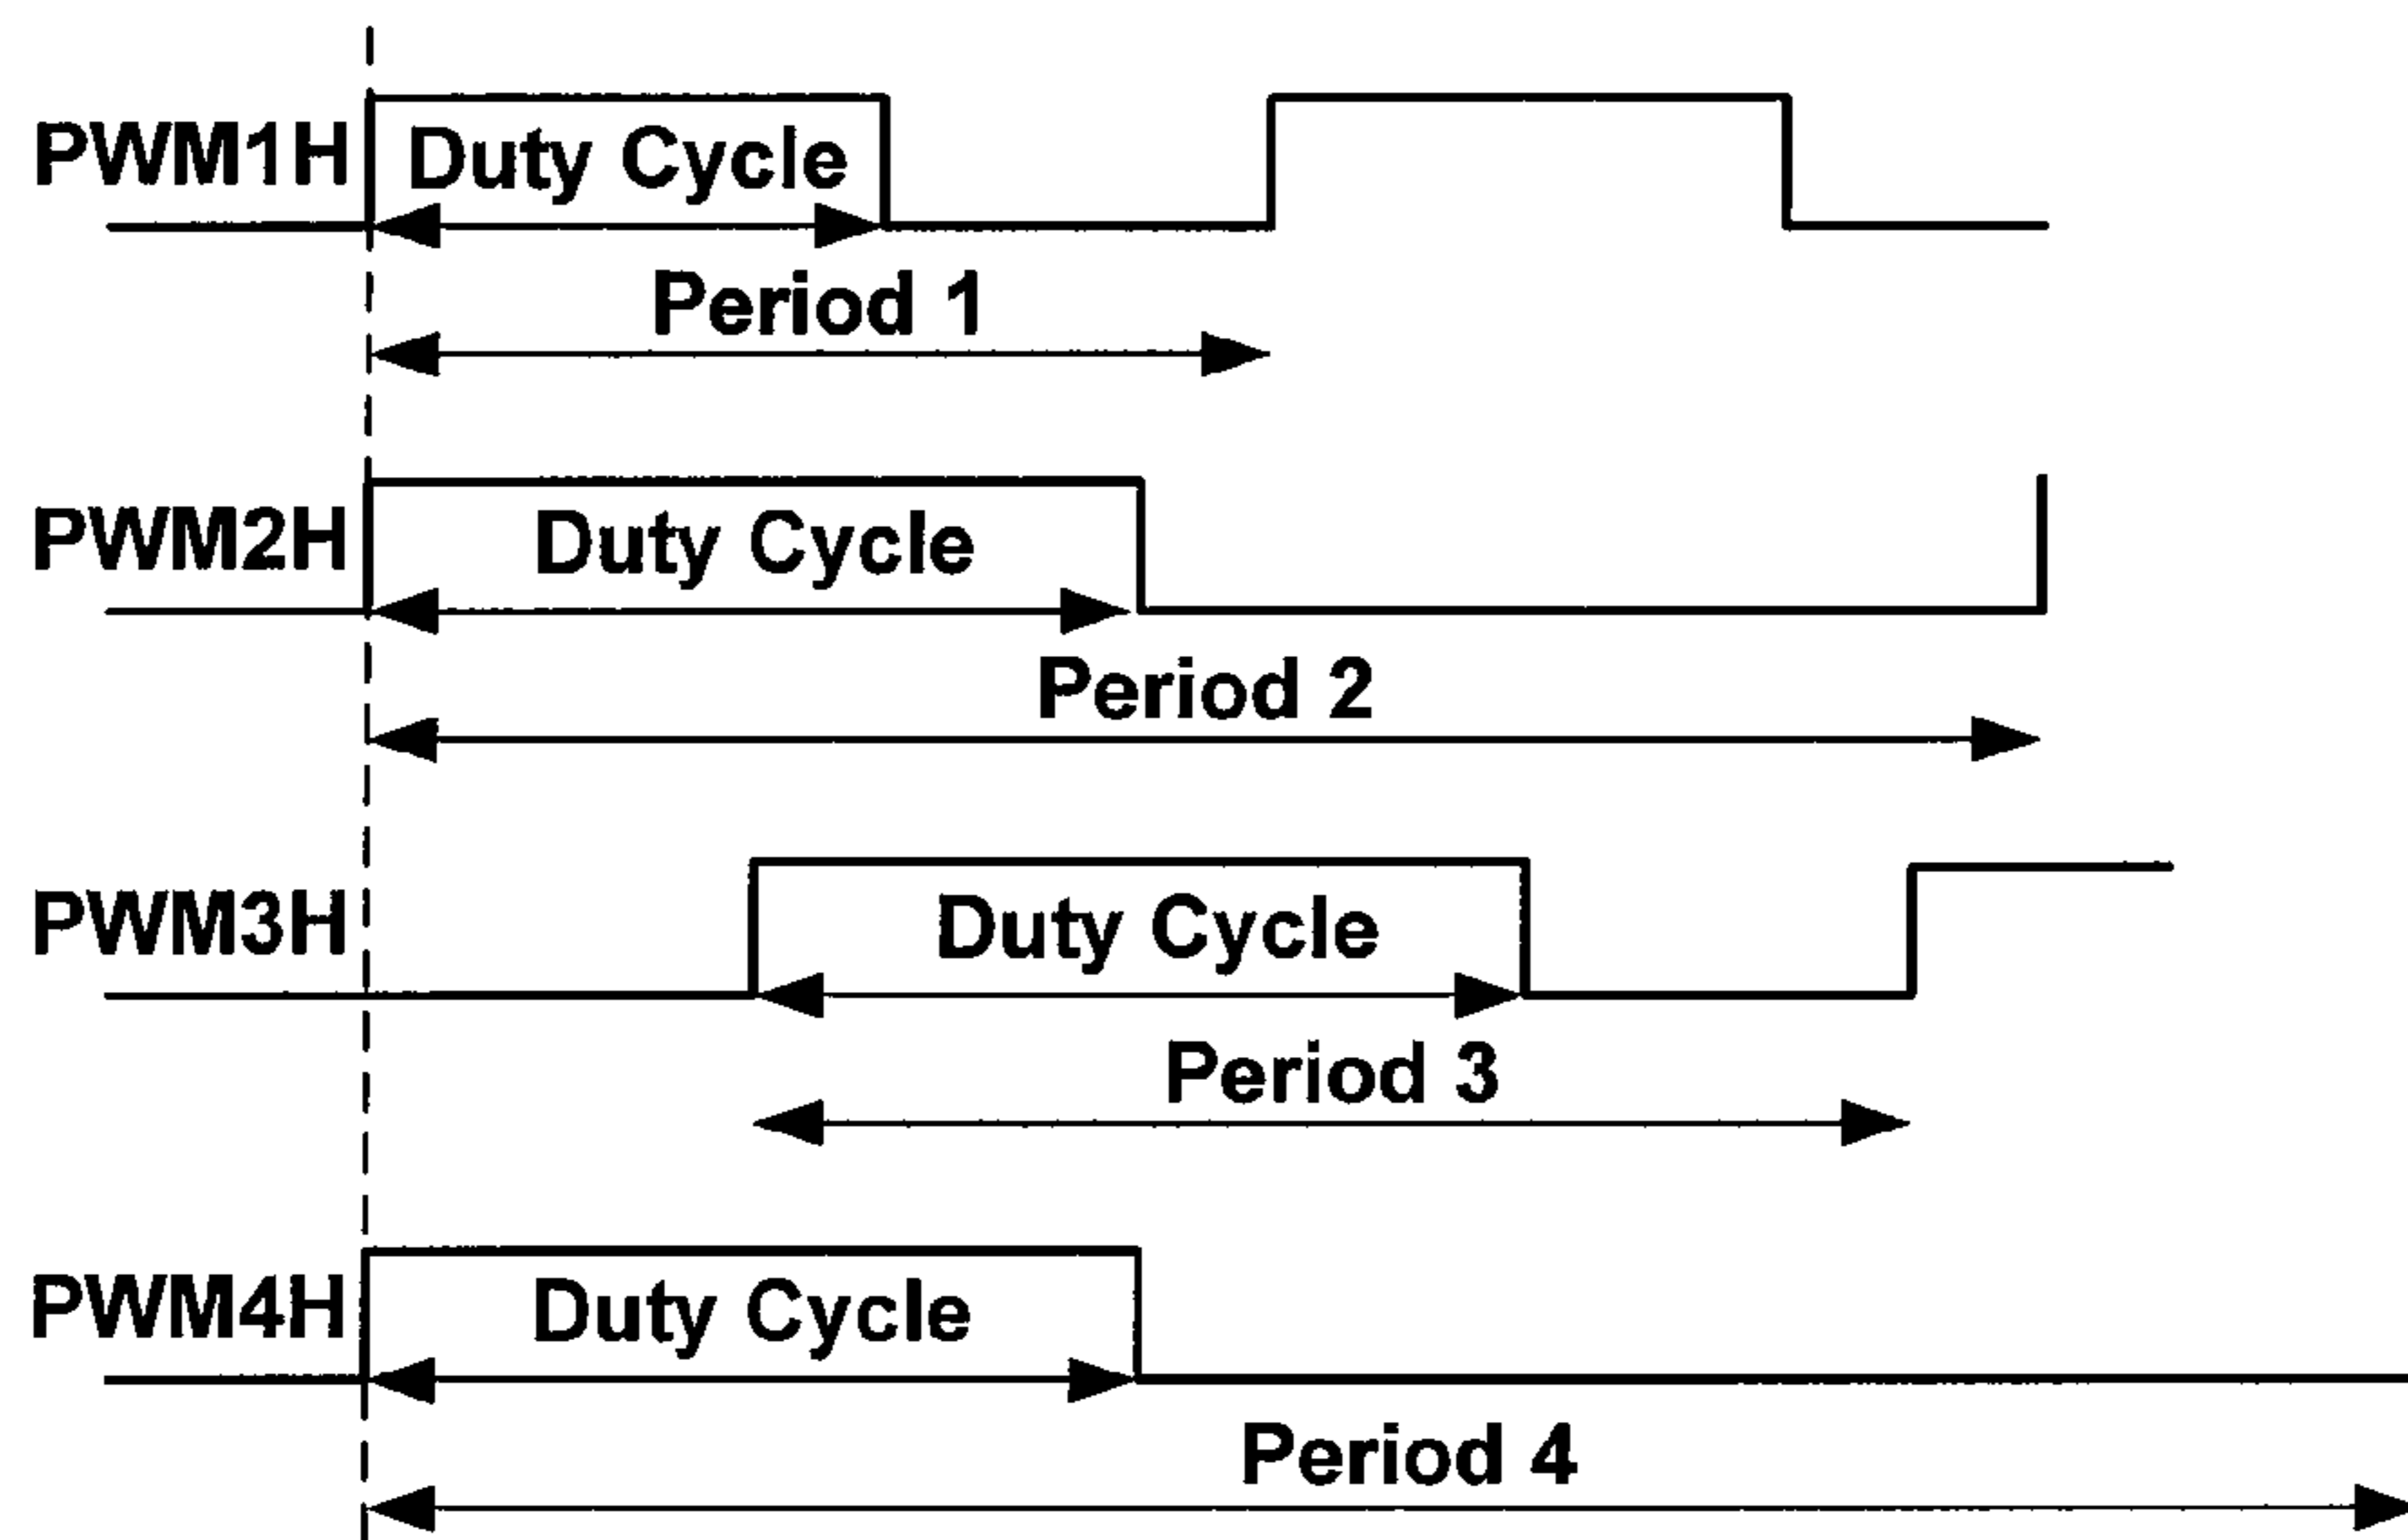 PWM1H Duty Cycle
Period 1
PWM2H Duty Cycle
Period 2
PWM3H Duty Cycle
Period 3
PWM4H Duty Cycle
Period 4